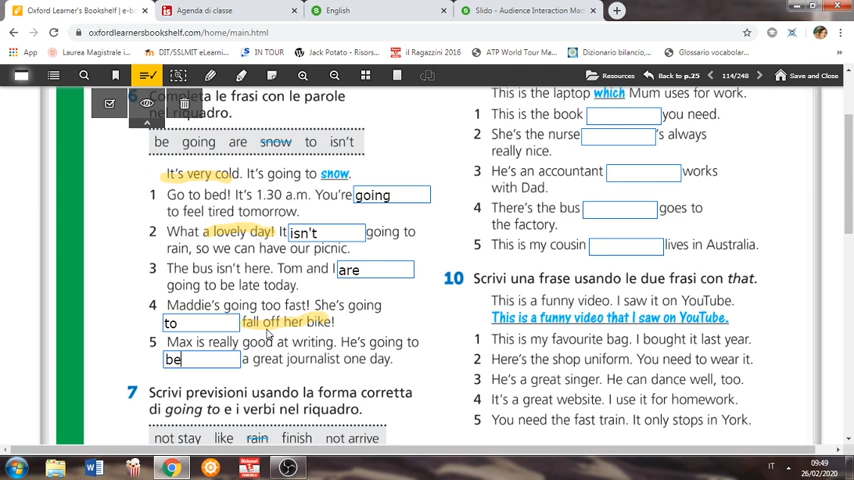 Oxford Learner's Bookshelf | e-bo
Agenda di classe
English
Slido - Audience Interaction Mad
oxfordlearnersbookshelf.com/home/main.html
App
Laurea Magistrale i...
DIT/SSLMIT eLearni...
IN TOUR
Jack Potato - Risors...
il Ragazzini 2016
ATP World Tour Ma...
Dizionario bilancio,...
Glossario vocabolar...
Resources
Back to p.25
114/248
Save and Close
6 Completa le frasi con le parole
nel riquadro.
be going are snow to isn't
It's very cold. It's going to snow.
1 Go to bed! It's 1.30 a.m. You're going
to feel tired tomorrow.
2 What a lovely day! It isn't going to
rain, so we can have our picnic.
3 The bus isn't here. Tom and I are
going to be late today.
4 Maddie's going too fast! She's going
to fall off her bike!
5 Max is really good at writing. He's going to
be a great journalist one day.
7 Scrivi previsioni usando la forma corretta
di going to e i verbi nel riquadro.
not stay like rain finish not arrive
This is the laptop which Mum uses for work.
1 This is the book you need.
2 She's the nurse 's always
really nice.
3 He's an accountant works
with Dad.
4 There's the bus goes to
the factory.
5 This is my cousin lives in Australia.
10 Scrivi una frase usando le due frasi con that.
This is a funny video. I saw it on YouTube.
This is a funny video that I saw on YouTube.
1 This is my favourite bag. I bought it last year.
2 Here's the shop uniform. You need to wear it.
3 He's a great singer. He can dance well, too.
4 It's a great website. I use it for homework.
5 You need the fast train. It only stops in York.
IT
09:49
26/02/2020